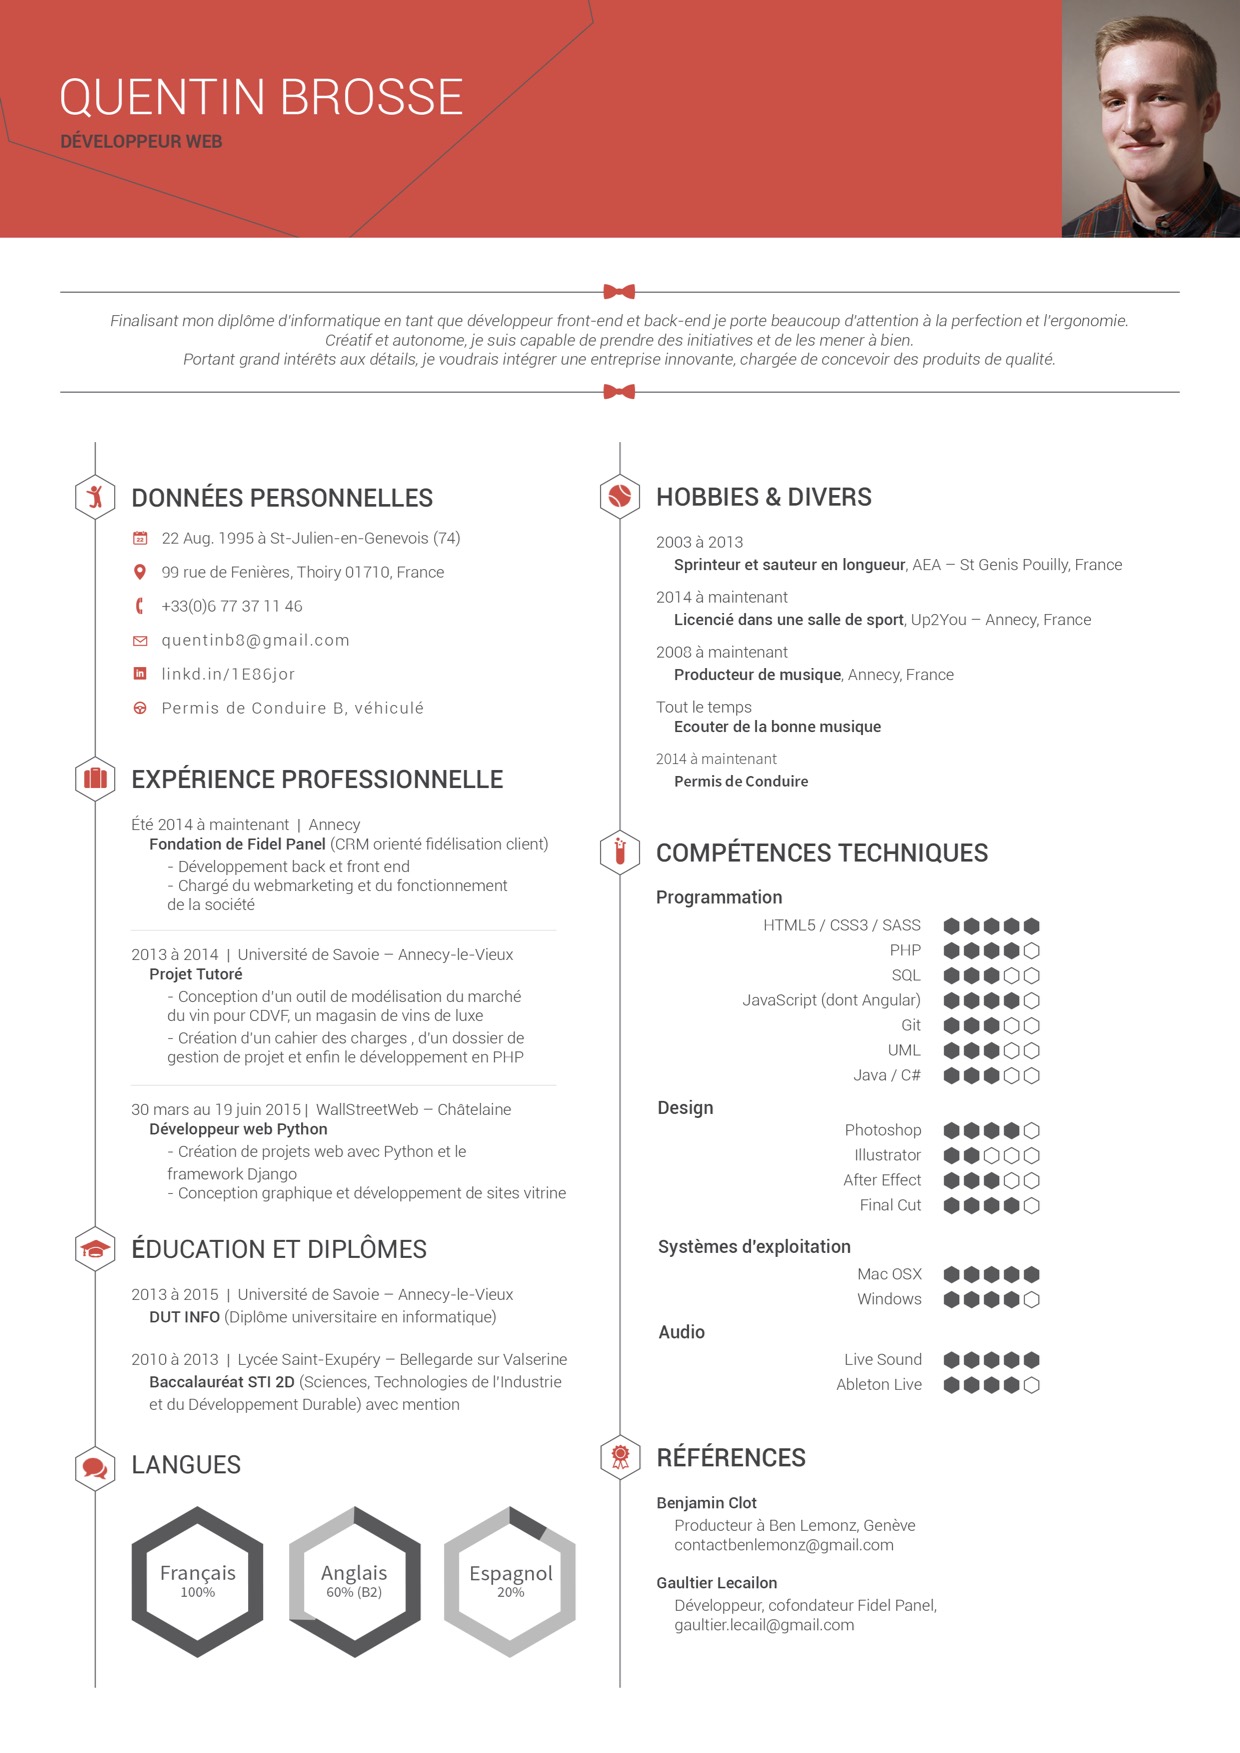 QUENTIN BROSSE
DÉVELOPPEUR WEB
Finalisant mon diplôme d'informatique en tant que développeur front-end et back-end je porte beaucoup d'attention à la perfection et l'ergonomie.
Créatif et autonome, je suis capable de prendre des initiatives et de les mener à bien.
Portant grand intérêts aux détails, je voudrais intégrer une entreprise innovante, chargée de concevoir des produits de qualité.
DONNÉES PERSONNELLES
22 Aug. 1995 à St-Julien-en-Genevois (74)
99 rue de Fenières, Thoiry 01710, France
+33(0)6 77 37 11 46
quentinb8@gmail.com
linkd.in/1E86jor
Permis de Conduire B, véhiculé
EXPÉRIENCE PROFESSIONNELLE
Été 2014 à maintenant | Annecy
Fondation de Fidel Panel (CRM orienté fidélisation client)
- Développement back et front end
- Chargé du webmarketing et du fonctionnement
de la société
2013 à 2014 | Université de Savoie – Annecy-le-Vieux
Projet Tutoré
- Conception d'un outil de modélisation du marché
du vin pour CDVF, un magasin de vins de luxe
- Création d'un cahier des charges , d'un dossier de
gestion de projet et enfin le développement en PHP
30 mars au 19 juin 2015 | WallStreetWeb – Châtelaine
Développeur web Python
- Création de projets web avec Python et le
framework Django
- Conception graphique et développement de sites vitrine
ÉDUCATION ET DIPLÔMES
2013 à 2015 | Université de Savoie – Annecy-le-Vieux
DUT INFO (Diplôme universitaire en informatique)
2010 à 2013 | Lycée Saint-Exupéry – Bellegarde sur Valserine
Baccalauréat STI 2D (Sciences, Technologies de l'Industrie
et du Développement Durable) avec mention
LANGUES
Français
100%
Anglais
60% (B2)
Espagnol
20%
HOBBIES & DIVERS
2003 à 2013
Sprinteur et sauteur en longueur, AEA – St Genis Pouilly, France
2014 à maintenant
Licencié dans une salle de sport, Up2You – Annecy, France
2008 à maintenant
Producteur de musique, Annecy, France
Tout le temps
Ecouter de la bonne musique
2014 à maintenant
Permis de Conduire
COMPÉTENCES TECHNIQUES
Programmation
HTML5 / CSS3 / SASS
PHP
SQL
JavaScript (dont Angular)
Git
UML
Java / C#
Design
Photoshop
Illustrator
After Effect
Final Cut
Systèmes d'exploitation
Mac OSX
Windows
Audio
Live Sound
Ableton Live
RÉFÉRENCES
Benjamin Clot
Producteur à Ben Lemonz, Genève
contactbenlemonz@gmail.com
Gaultier Lecailon
Développeur, cofondateur Fidel Panel,
gaultier.lecail@gmail.com